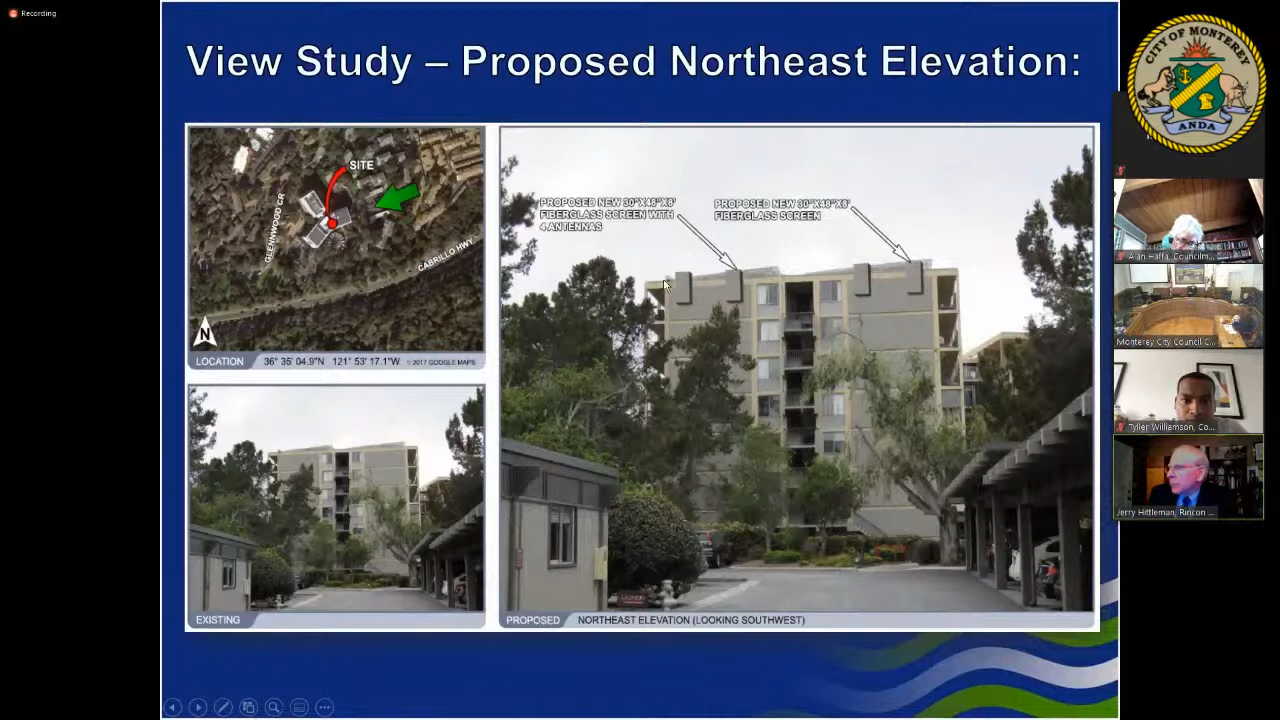 Recording
View Study – Proposed Northeast Elevation:
CITY OF MONTEREY
ANDA
SITE
GLENNWOOD CR
CABRILLO HWY
N
LOCATION 36° 35' 04.9"N 121° 53' 17.1"W © 2017 GOOGLE MAPS
EXISTING
PROPOSED NEW 30"X48"X8'
FIBERGLASS SCREEN WITH
4 ANTENNAS
PROPOSED NEW 30"X48"X8'
FIBERGLASS SCREEN
PROPOSED NORTHEAST ELEVATION (LOOKING SOUTHWEST)
Alan Haffa, Councilm...
Monterey City Council C...
Tyller Williamson, Co...
Jerry Hittleman, Rincon ...